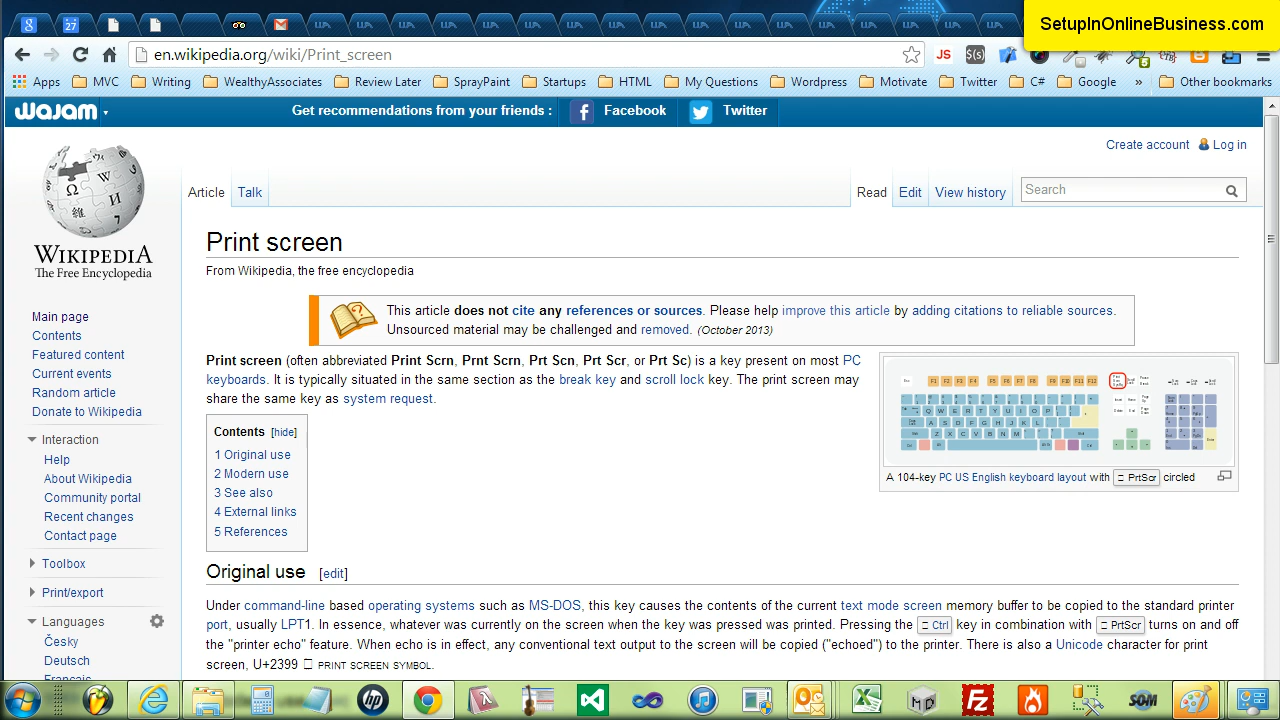 SetupInOnlineBusiness.com
en.wikipedia.org/wiki/Print_screen
Apps MVC Writing WealthyAssociates Review Later SprayPaint Startups HTML My Questions Wordpress Motivate Twitter C# Google » Other bookmarks
wajam Get recommendations from your friends : Facebook Twitter
Create account Log in
Article Talk Read Edit View history Search
WIKIPEDIA
The Free Encyclopedia
Main page
Contents
Featured content
Current events
Random article
Donate to Wikipedia
Interaction
Help
About Wikipedia
Community portal
Recent changes
Contact page
Toolbox
Print/export
Languages
Česky
Deutsch
Français
Print screen
From Wikipedia, the free encyclopedia
This article does not cite any references or sources. Please help improve this article by adding citations to reliable sources.
Unsourced material may be challenged and removed. (October 2013)
Print screen (often abbreviated Print Scrn, Prnt Scrn, Prt Scn, Prt Scr, or Prt Sc) is a key present on most PC
keyboards. It is typically situated in the same section as the break key and scroll lock key. The print screen may
share the same key as system request.
A 104-key PC US English keyboard layout with PrtScr circled
Contents [hide]
1 Original use
2 Modern use
3 See also
4 External links
5 References
Original use [edit]
Under command-line based operating systems such as MS-DOS, this key causes the contents of the current text mode screen memory buffer to be copied to the standard printer
port, usually LPT1. In essence, whatever was currently on the screen when the key was pressed was printed. Pressing the Ctrl key in combination with PrtScr turns on and off
the "printer echo" feature. When echo is in effect, any conventional text output to the screen will be copied ("echoed") to the printer. There is also a Unicode character for print
screen, U+2399 PRINT SCREEN SYMBOL.